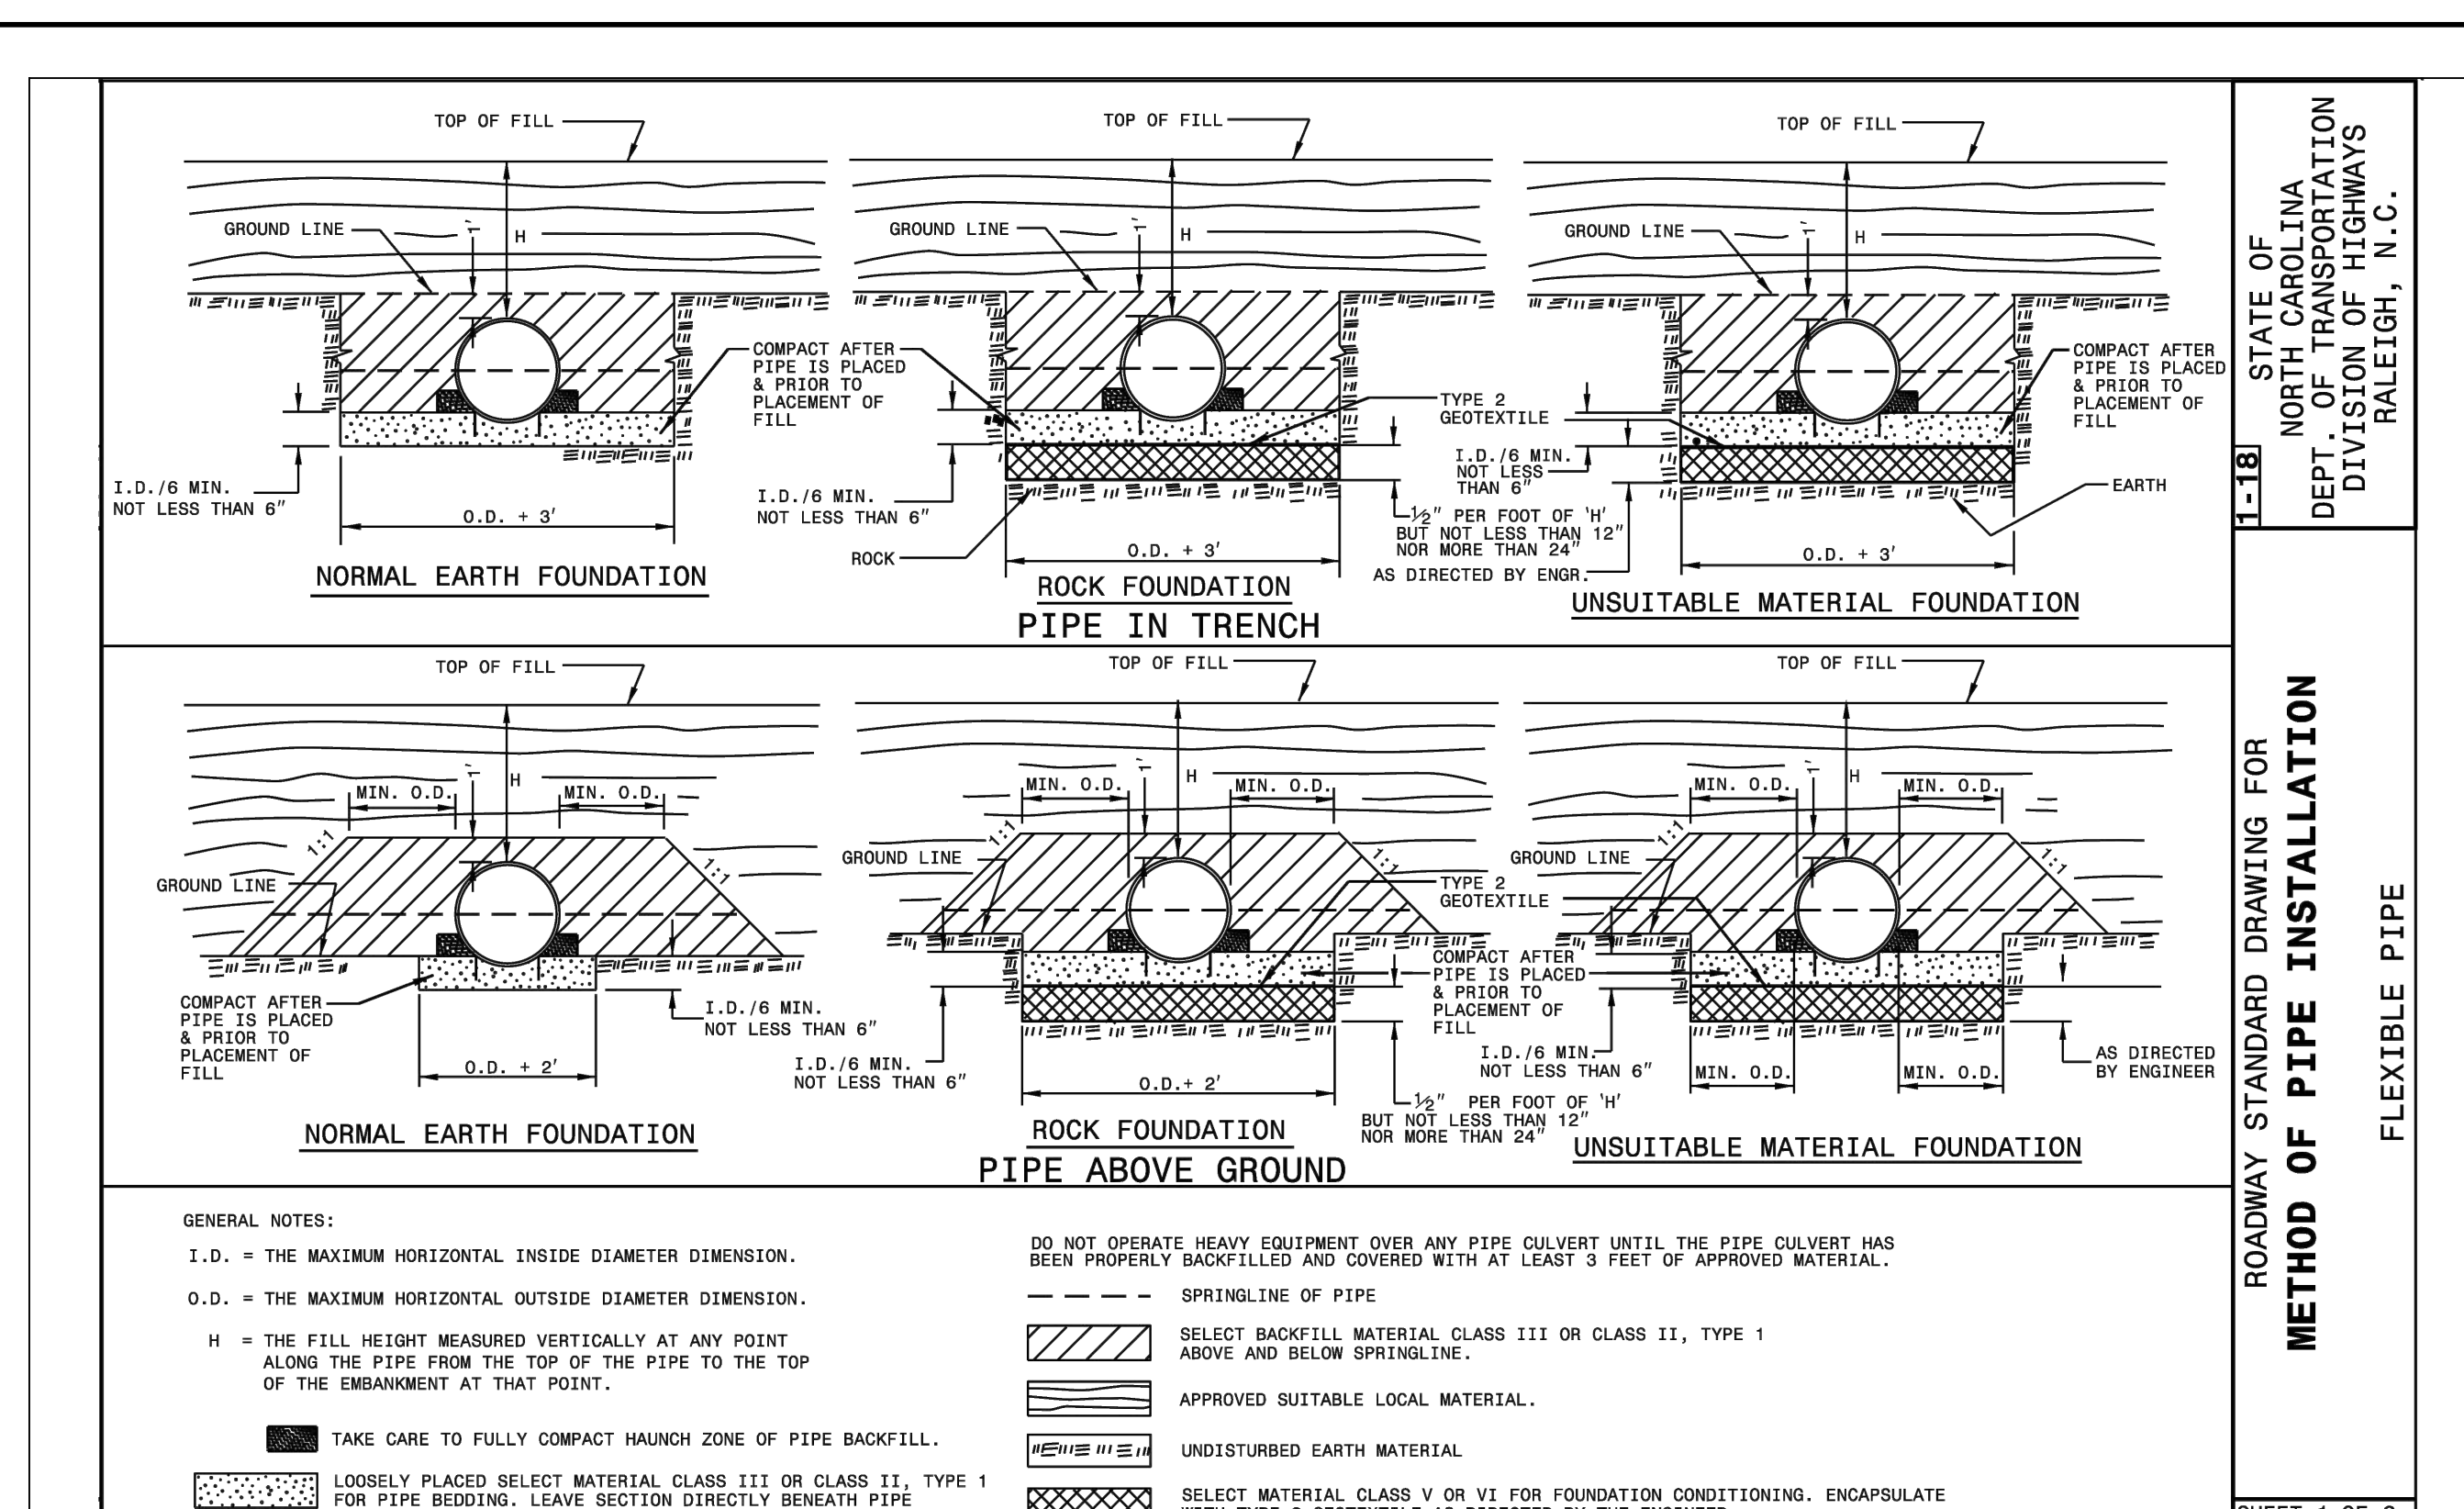 TOP OF FILL
GROUND LINE
1'
H
COMPACT AFTER
PIPE IS PLACED
& PRIOR TO
PLACEMENT OF
FILL
I.D./6 MIN.
NOT LESS THAN 6"
O.D. + 3'
NORMAL EARTH FOUNDATION
TOP OF FILL
GROUND LINE
1'
H
TYPE 2
GEOTEXTILE
I.D./6 MIN.
NOT LESS THAN 6"
ROCK
O.D. + 3'
½" PER FOOT OF 'H'
BUT NOT LESS THAN 12"
NOR MORE THAN 24"
ROCK FOUNDATION
TOP OF FILL
GROUND LINE
1'
H
COMPACT AFTER
PIPE IS PLACED
& PRIOR TO
PLACEMENT OF
FILL
I.D./6 MIN.
NOT LESS
THAN 6"
EARTH
AS DIRECTED BY ENGR.
O.D. + 3'
UNSUITABLE MATERIAL FOUNDATION
PIPE IN TRENCH
TOP OF FILL
1'
H
MIN. O.D.
MIN. O.D.
1:1
1:1
GROUND LINE
COMPACT AFTER
PIPE IS PLACED
& PRIOR TO
PLACEMENT OF
FILL
I.D./6 MIN.
NOT LESS THAN 6"
O.D. + 2'
NORMAL EARTH FOUNDATION
TOP OF FILL
1'
H
MIN. O.D.
MIN. O.D.
1:1
1:1
GROUND LINE
TYPE 2
GEOTEXTILE
COMPACT AFTER
PIPE IS PLACED
& PRIOR TO
PLACEMENT OF
FILL
I.D./6 MIN.
NOT LESS THAN 6"
O.D.+ 2'
½" PER FOOT OF 'H'
BUT NOT LESS THAN 12"
NOR MORE THAN 24"
ROCK FOUNDATION
TOP OF FILL
1'
H
MIN. O.D.
MIN. O.D.
1:1
1:1
GROUND LINE
I.D./6 MIN.
NOT LESS THAN 6"
MIN. O.D.
MIN. O.D.
AS DIRECTED
BY ENGINEER
UNSUITABLE MATERIAL FOUNDATION
PIPE ABOVE GROUND
GENERAL NOTES:
I.D. = THE MAXIMUM HORIZONTAL INSIDE DIAMETER DIMENSION.
O.D. = THE MAXIMUM HORIZONTAL OUTSIDE DIAMETER DIMENSION.
H = THE FILL HEIGHT MEASURED VERTICALLY AT ANY POINT
ALONG THE PIPE FROM THE TOP OF THE PIPE TO THE TOP
OF THE EMBANKMENT AT THAT POINT.
TAKE CARE TO FULLY COMPACT HAUNCH ZONE OF PIPE BACKFILL.
LOOSELY PLACED SELECT MATERIAL CLASS III OR CLASS II, TYPE 1
FOR PIPE BEDDING. LEAVE SECTION DIRECTLY BENEATH PIPE
DO NOT OPERATE HEAVY EQUIPMENT OVER ANY PIPE CULVERT UNTIL THE PIPE CULVERT HAS
BEEN PROPERLY BACKFILLED AND COVERED WITH AT LEAST 3 FEET OF APPROVED MATERIAL.
SPRINGLINE OF PIPE
SELECT BACKFILL MATERIAL CLASS III OR CLASS II, TYPE 1
ABOVE AND BELOW SPRINGLINE.
APPROVED SUITABLE LOCAL MATERIAL.
UNDISTURBED EARTH MATERIAL
SELECT MATERIAL CLASS V OR VI FOR FOUNDATION CONDITIONING. ENCAPSULATE
1-18
STATE OF
NORTH CAROLINA
DEPT. OF TRANSPORTATION
DIVISION OF HIGHWAYS
RALEIGH, N.C.
ROADWAY STANDARD DRAWING FOR
METHOD OF PIPE INSTALLATION
FLEXIBLE PIPE